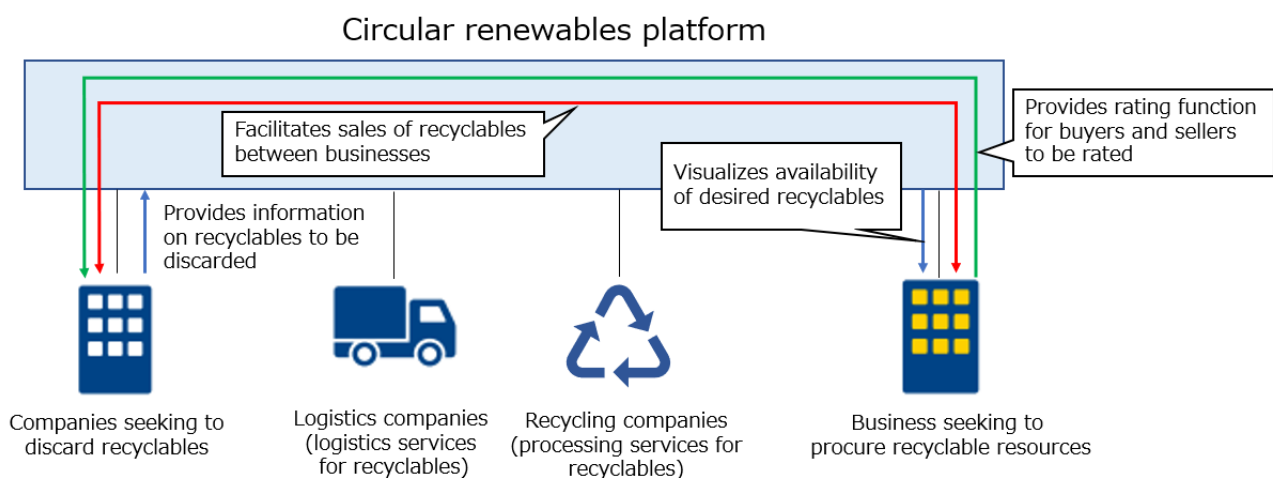 Circular renewables platform
Facilitates sales of recyclables
between businesses
Provides rating function
for buyers and sellers
to be rated
Visualizes availability
of desired recyclables
Provides information
on recyclables to be
discarded
Companies seeking to
discard recyclables
Logistics companies
(logistics services
for recyclables)
Recycling companies
(processing services for
recyclables)
Business seeking to
procure recyclable resources